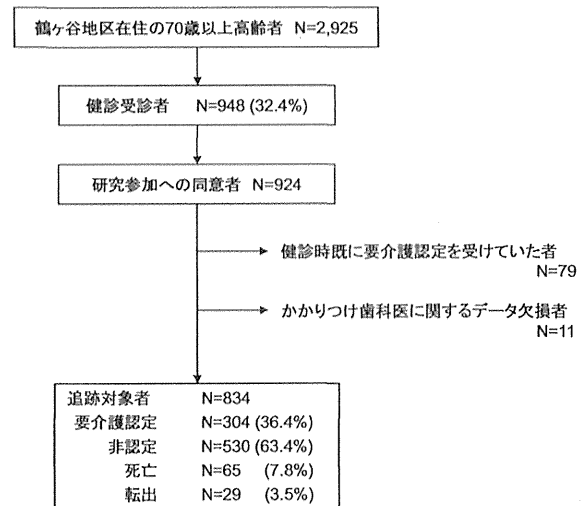 鶴ヶ谷地区在住の70歳以上高齢者 N=2,925
健診受診者 N=948 (32.4%)
研究参加への同意者 N=924
健診時既に要介護認定を受けていた者
N=79
かかりつけ歯科医に関するデータ欠損者
N=11
追跡対象者 N=834
要介護認定 N=304 (36.4%)
非認定 N=530 (63.4%)
死亡 N=65 (7.8%)
転出 N=29 (3.5%)